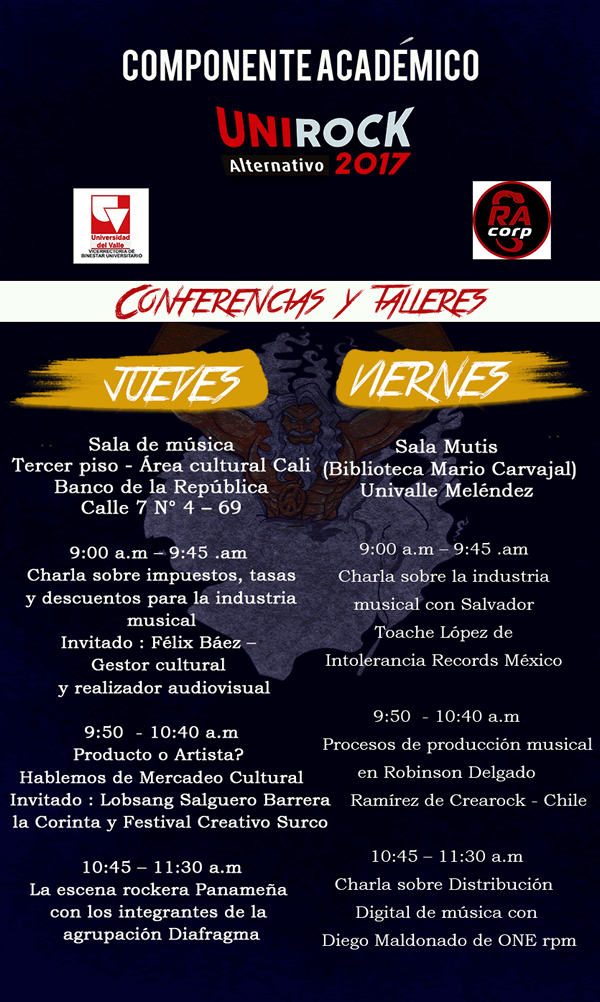 COMPONENTE ACADÉMICO
UNIROCK
Alternativo 2017
Universidad
del Valle
VICERRECTORIA DE
BINESTAR UNIVERSITARIO
RA
corp
CONFERENCIAS Y TALLERES
JUEVES
Sala de música
Tercer piso - Área cultural Cali
Banco de la República
Calle 7 N° 4 – 69
9:00 a.m – 9:45 .am
Charla sobre impuestos, tasas
y descuentos para la industria
musical
Invitado : Félix Báez –
Gestor cultural
y realizador audiovisual
9:50 - 10:40 a.m
Producto o Artista?
Hablemos de Mercadeo Cultural
Invitado : Lobsang Salguero Barrera
la Corinta y Festival Creativo Surco
10:45 – 11:30 a.m
La escena rockera Panameña
con los integrantes de la
agrupación Diafragma
VIERNES
Sala Mutis
(Biblioteca Mario Carvajal)
Univalle Meléndez
9:00 a.m – 9:45 .am
Charla sobre la industria
musical con Salvador
Toache López de
Intolerancia Records México
9:50 - 10:40 a.m
Procesos de producción musical
en Robinson Delgado
Ramírez de Crearock - Chile
10:45 – 11:30 a.m
Charla sobre Distribución
Digital de música con
Diego Maldonado de ONE rpm